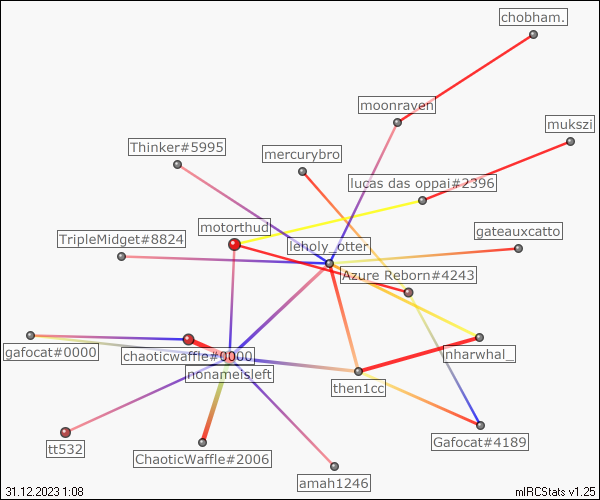 chobham.
moonraven
mukszi
Thinker#5995
mercurybro
lucas das oppai#2396
motorthud
gateauxcatto
TripleMidget#8824
leholy_otter
Azure Reborn#4243
gafocat#0000
chaoticwaffle#0000
nharwhal_
nonameisleft
then1cc
tt532
ChaoticWaffle#2006
Gafocat#4189
amah1246
31.12.2023 1:08
mIRCStats v1.25